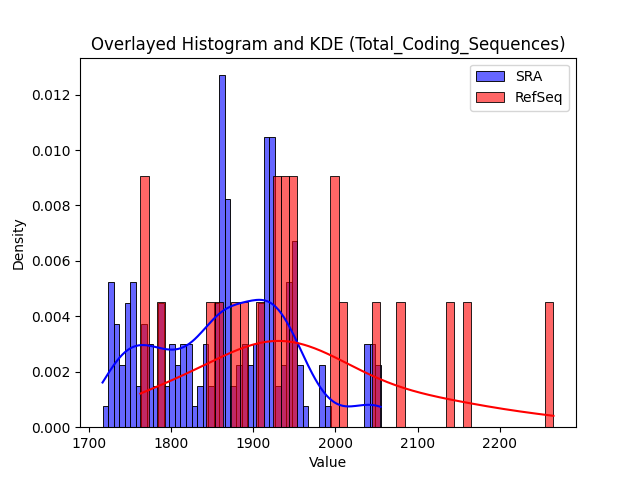 Overlayed Histogram and KDE (Total_Coding_Sequences)
SRA
RefSeq
0.012
0.010
0.008
0.006
0.004
0.002
0.000
Density
1700 1800 1900 2000 2100 2200
Value